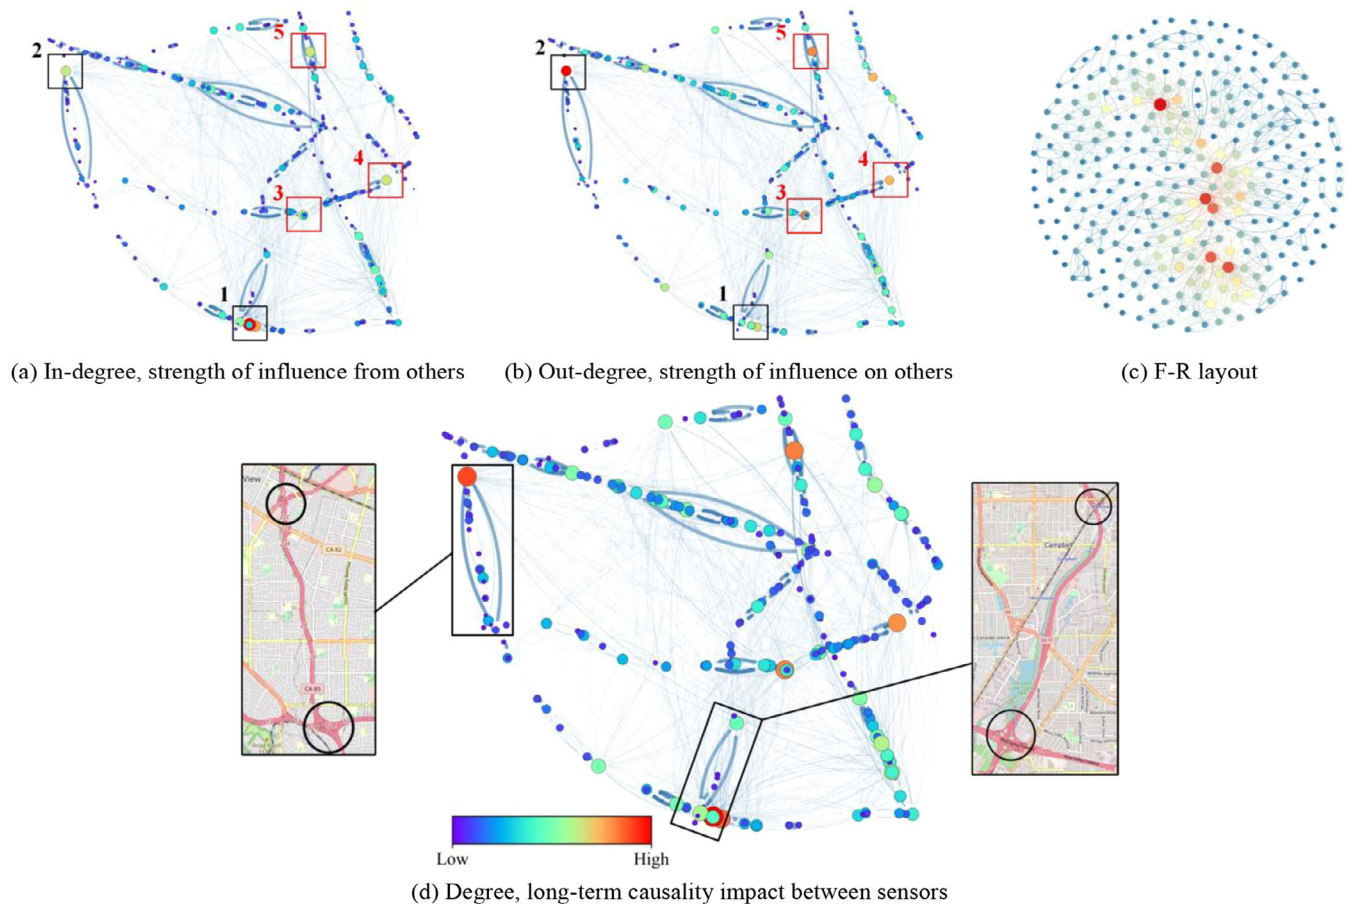 2
5
4
3
1
2
5
4
3
1
(a) In-degree, strength of influence from others
(b) Out-degree, strength of influence on others
(c) F-R layout
View
CA 82
CA 85
Campbell
Low
High
(d) Degree, long-term causality impact between sensors